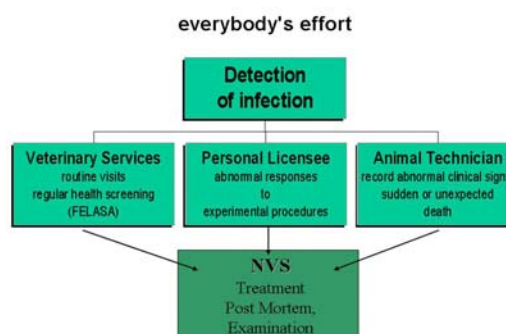 everybody's effort
Detection
of infection
Veterinary Services
routine visits
regular health screening
(FELASA)
Personal Licensee
abnormal responses
to
experimental procedures
Animal Technician
record abnormal clinical sign
sudden or unexpected
death
NVS
Treatment
Post Mortem,
Examination